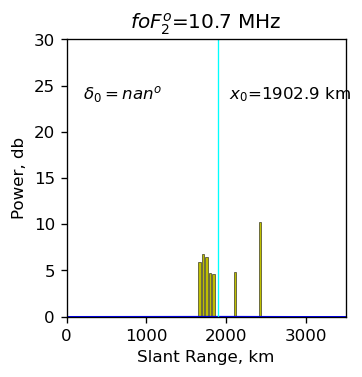 foF₂ᵒ=10.7 MHz
30
25
20
15
10
5
0
Power, db
δ₀ = nanᵒ
x₀=1902.9 km
0 1000 2000 3000
Slant Range, km